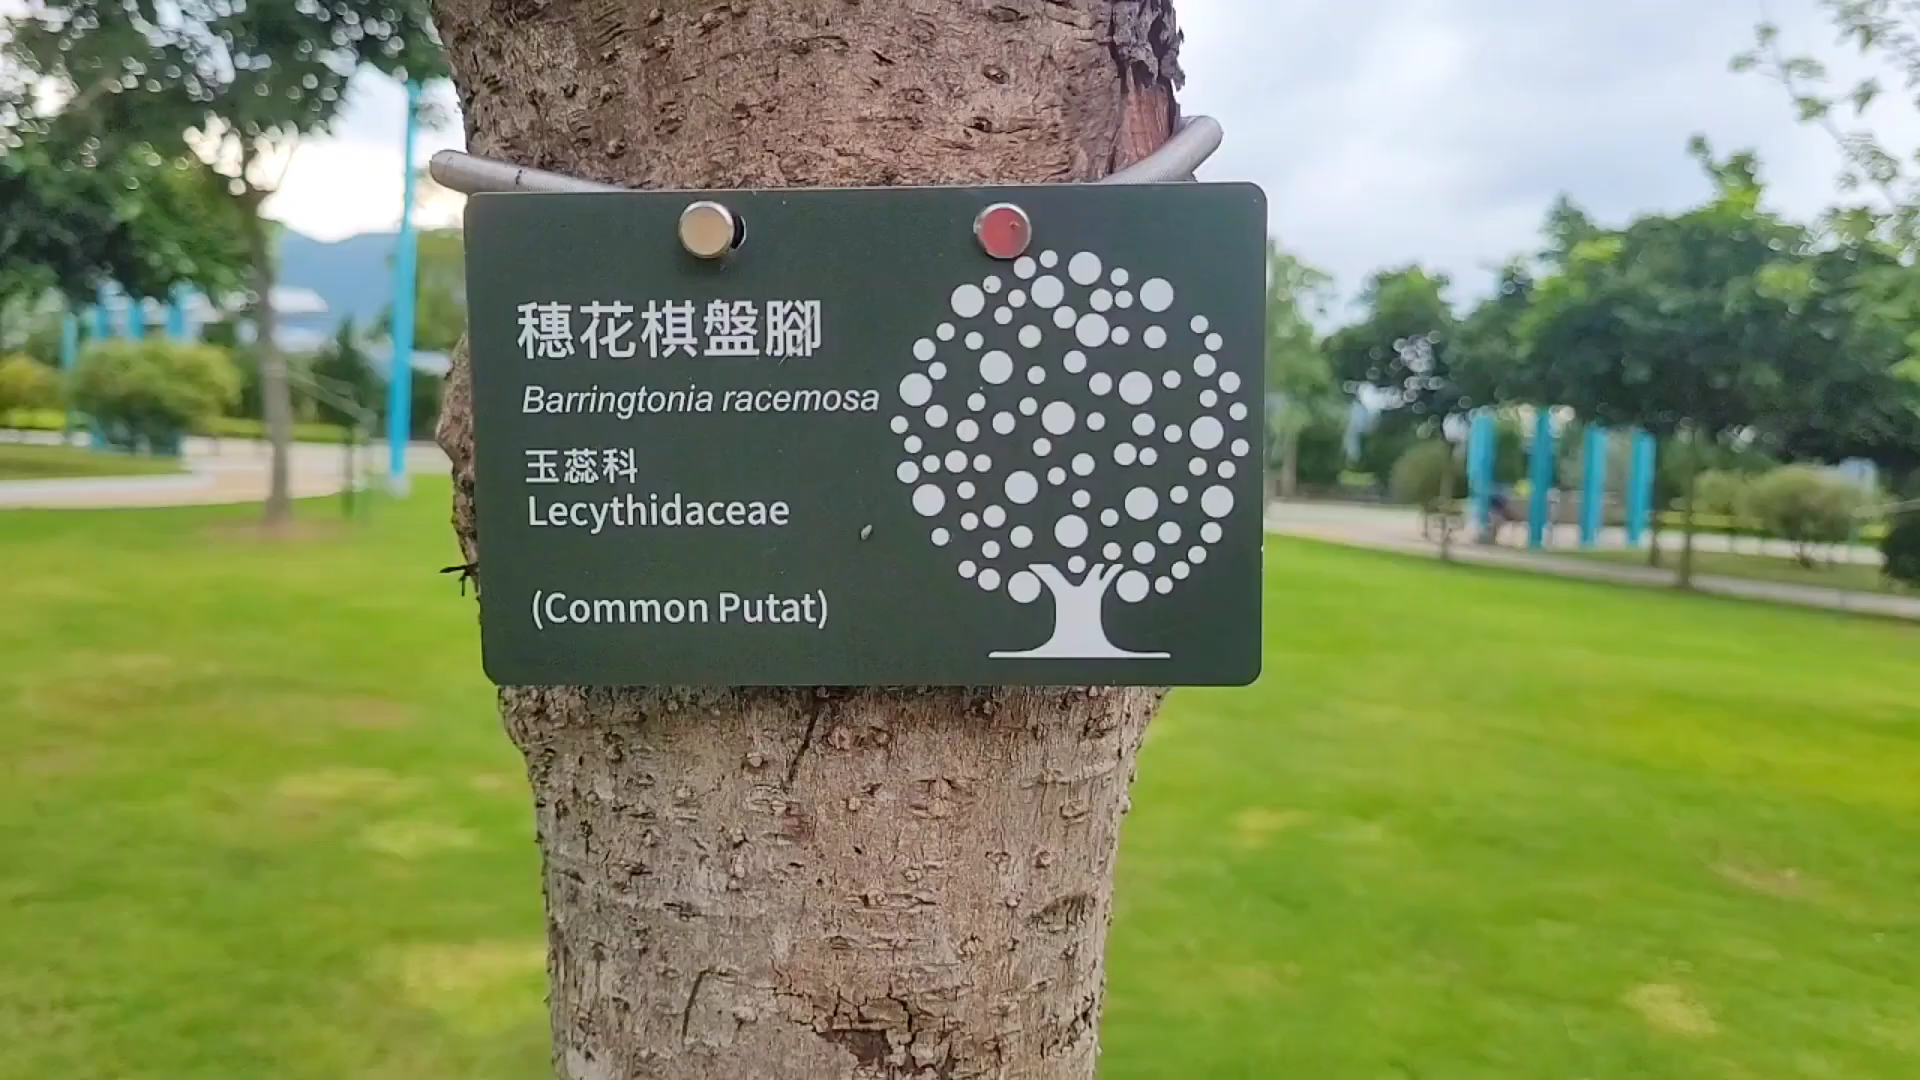 穗花棋盤腳
Barringtonia racemosa
玉蕊科
Lecythidaceae
(Common Putat)